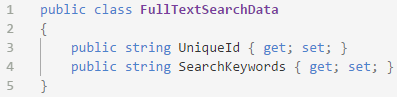 1 public class FullTextSearchData
2 {
3     public string UniqueId { get; set; }
4     public string SearchKeywords { get; set; }
5 }